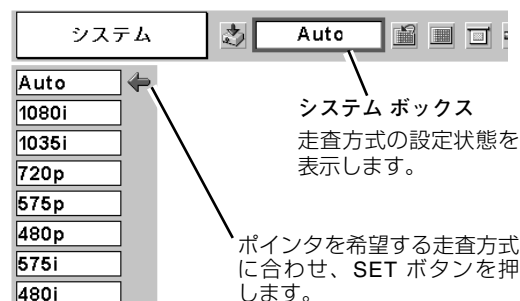 システム
Auto
Auto
1080i
1035i
720p
575p
480p
575i
480i
システム ボックス
走査方式の設定状態を
表示します。
ポインタを希望する走査方式
に合わせ、SET ボタンを押
します。